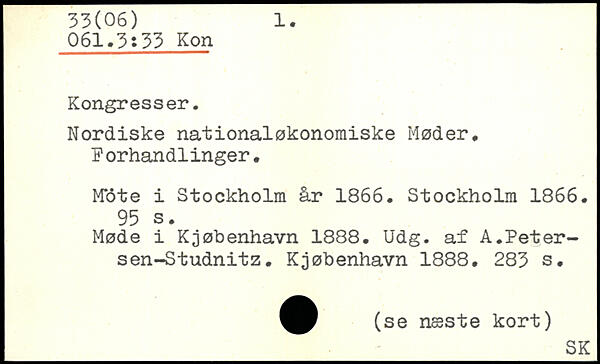 33(06) 1.
061.3:33 Kon
Kongresser.
Nordiske nationaløkonomiske Møder.
Forhandlinger.
Möte i Stockholm år 1866. Stockholm 1866.
95 s.
Møde i Kjøbenhavn 1888. Udg. af A.Peter-
sen-Studnitz. Kjøbenhavn 1888. 283 s.
(se næste kort)
SK